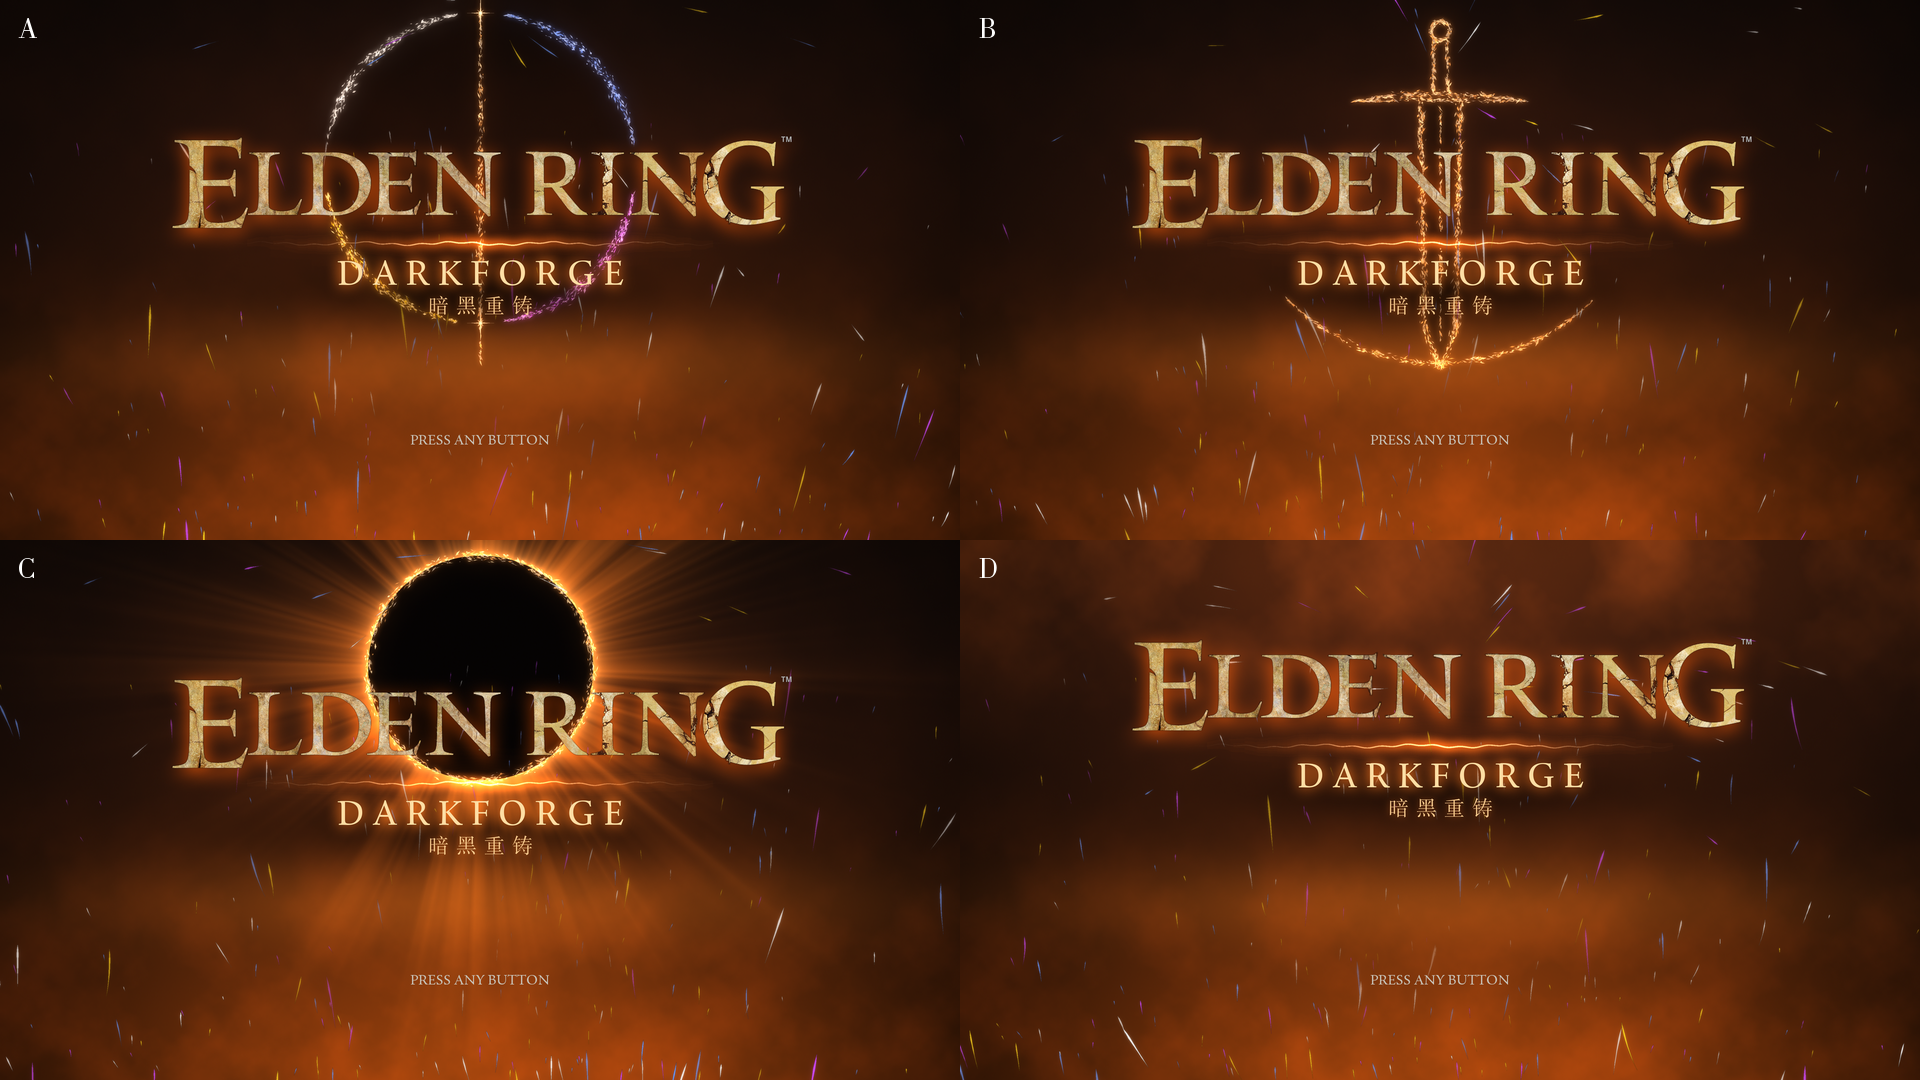 A
ELDEN RING™
DARKFORGE
暗黑重铸
PRESS ANY BUTTON
B
ELDEN RING™
DARKFORGE
暗黑重铸
PRESS ANY BUTTON
C
ELDEN RING™
DARKFORGE
暗黑重铸
PRESS ANY BUTTON
D
ELDEN RING™
DARKFORGE
暗黑重铸
PRESS ANY BUTTON